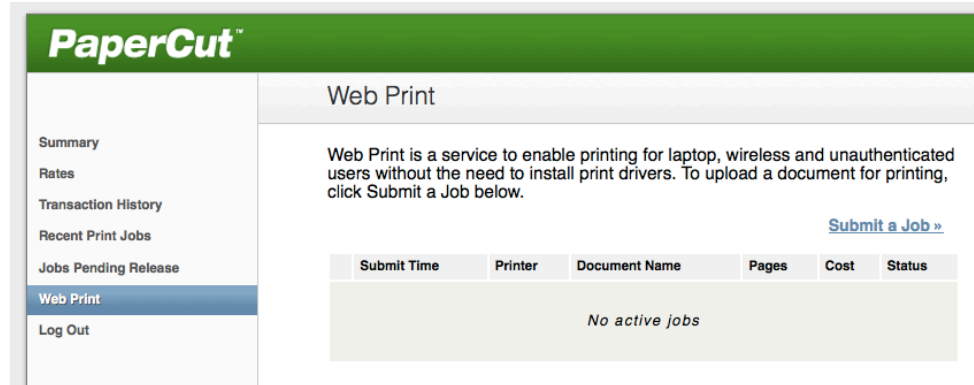 PaperCut™
Web Print
Summary
Rates
Transaction History
Recent Print Jobs
Jobs Pending Release
Web Print
Log Out
Web Print is a service to enable printing for laptop, wireless and unauthenticated
users without the need to install print drivers. To upload a document for printing,
click Submit a Job below.
Submit a Job »
Submit Time Printer Document Name Pages Cost Status
No active jobs